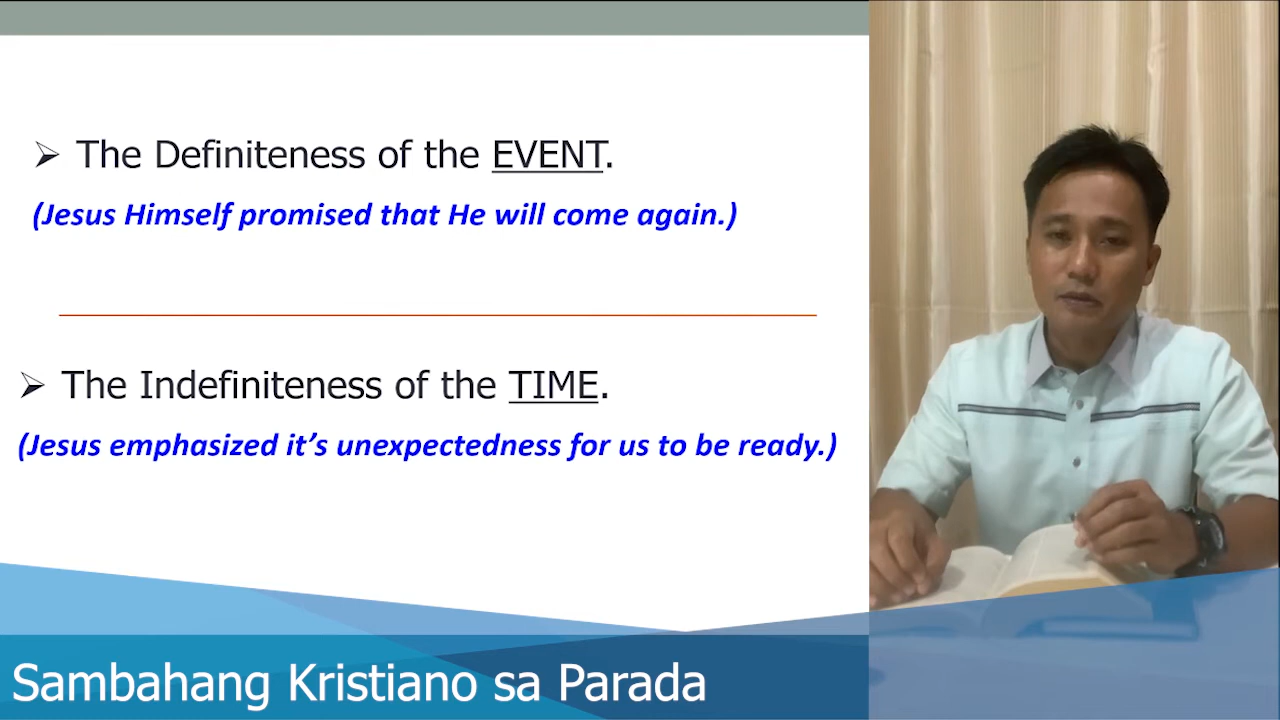 ➢ The Definiteness of the EVENT.
(Jesus Himself promised that He will come again.)
➢ The Indefiniteness of the TIME.
(Jesus emphasized it’s unexpectedness for us to be ready.)
Sambahang Kristiano sa Parada